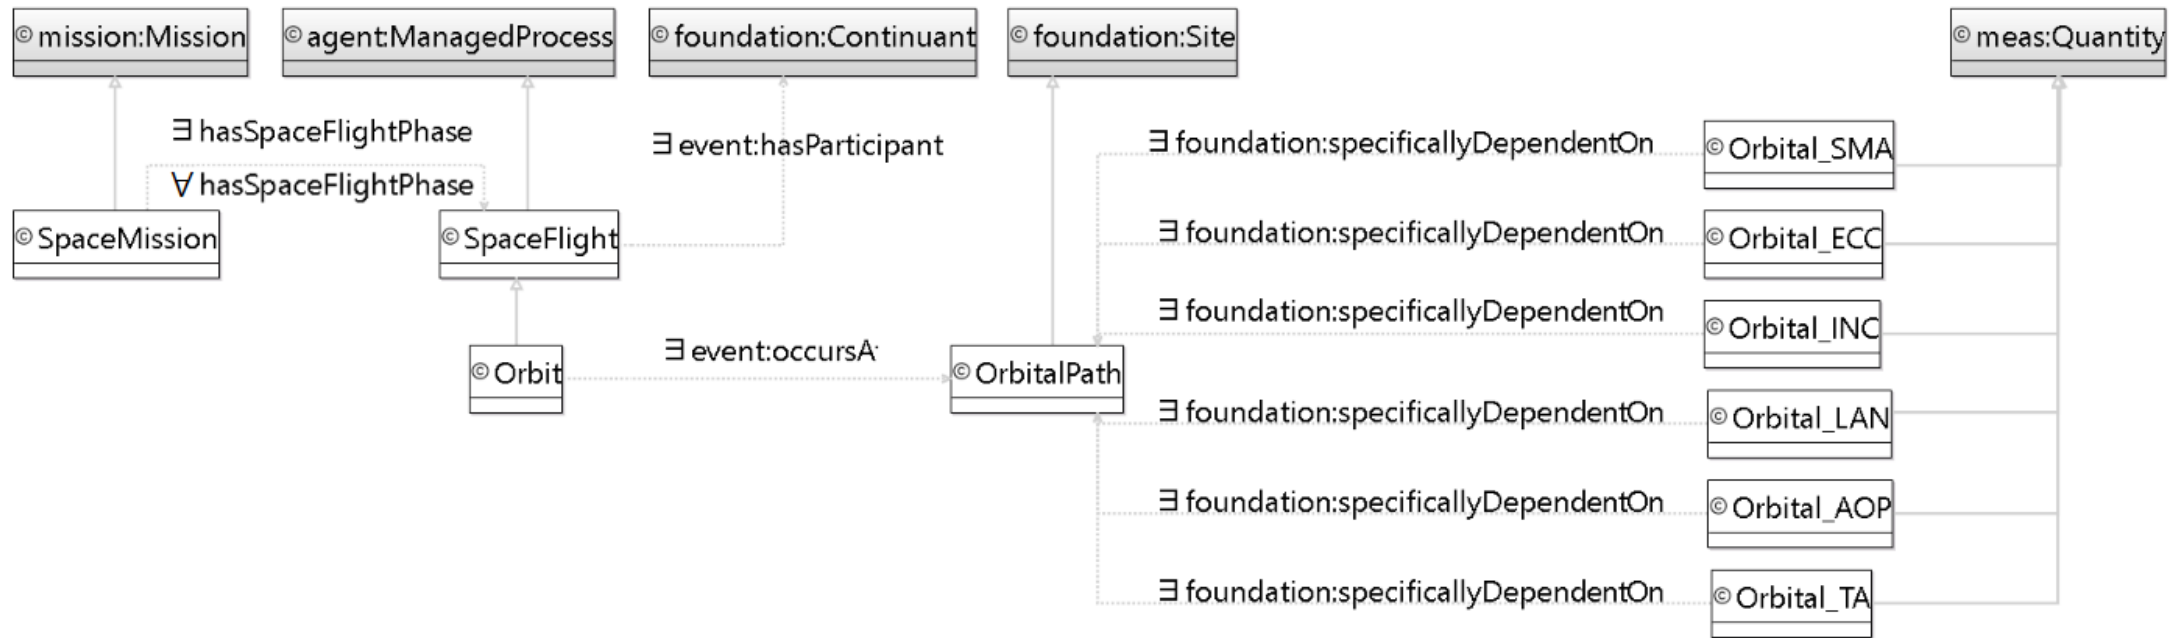 © mission:Mission
© agent:ManagedProcess
© foundation:Continuant
© foundation:Site
© meas:Quantity
∃ hasSpaceFlightPhase
∀ hasSpaceFlightPhase
∃ event:hasParticipant
∃ foundation:specificallyDependentOn
© Orbital_SMA
© SpaceMission
© SpaceFlight
∃ foundation:specificallyDependentOn
© Orbital_ECC
∃ foundation:specificallyDependentOn
© Orbital_INC
© Orbit
∃ event:occursA
© OrbitalPath
∃ foundation:specificallyDependentOn
© Orbital_LAN
∃ foundation:specificallyDependentOn
© Orbital_AOP
∃ foundation:specificallyDependentOn
© Orbital_TA